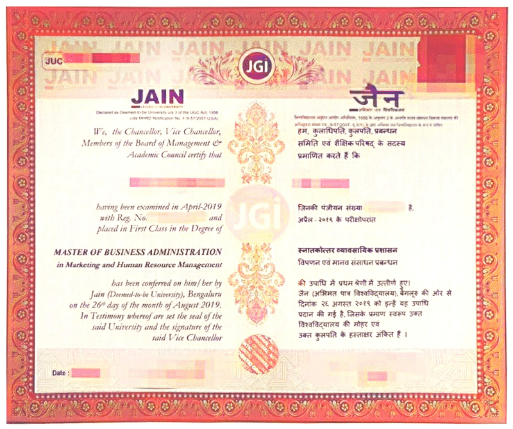 JAIN JAIN JAIN JAIN JAIN JAIN
JUC
JGi
JAIN
जैन
Declared as Deemed-to-be University u/s 3 of the UGC Act, 1956
We, the Chancellor, Vice Chancellor,
Members of the Board of Management &
Academic Council certify that
हम, कुलाधिपति, कुलपति, प्रबन्धन
समिति एवं शैक्षिक परिषद् के सदस्य
प्रमाणित करते हैं कि
having been examined in April-2019
with Reg. No. and
placed in First Class in the Degree of
JGi
जिनकी पंजीयन संख्या है,
अप्रैल - २०१९ के परीक्षोपरांत
MASTER OF BUSINESS ADMINISTRATION
in Marketing and Human Resource Management
स्नातकोत्तर व्यावसायिक प्रशासन
विपणन एवं मानव संसाधन प्रबन्धन
has been conferred on him/her by
Jain (Deemed-to-be University), Bengaluru
on the 26th day of the month of August 2019.
In Testimony whereof are set the seal of the
said University and the signature of the
said Vice Chancellor
की उपाधि में प्रथम श्रेणी में उत्तीर्ण हुए।
जैन (अभिमत पात्र विश्वविद्यालय), बेंगलुरु की ओर से
दिनांक २६ अगस्त २०१९ को इन्हें यह उपाधि
प्रदान की गई है, जिसके प्रमाण स्वरूप उक्त
विश्वविद्यालय की मोहर एवं
उक्त कुलपति के हस्ताक्षर अंकित हैं ।
Date :